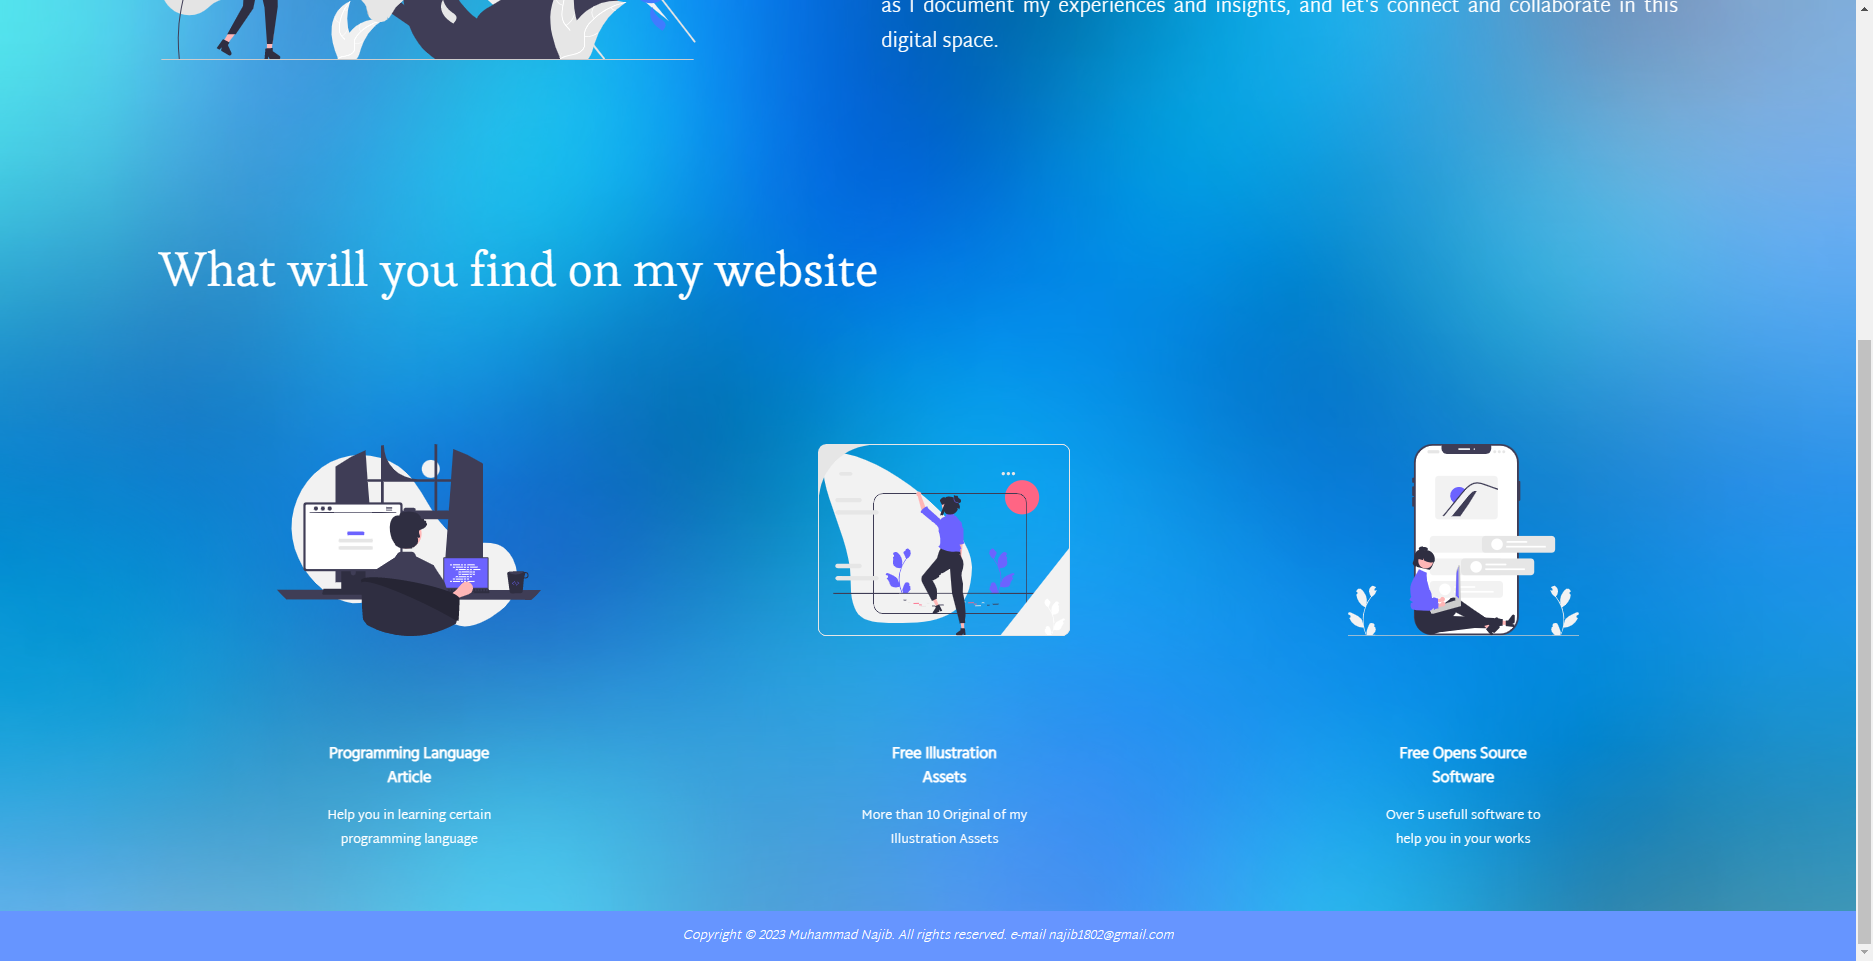 as I document my experiences and insights, and let's connect and collaborate in this
digital space.
What will you find on my website
Programming Language
Article
Help you in learning certain
programming language
Free Illustration
Assets
More than 10 Original of my
Illustration Assets
Free Opens Source
Software
Over 5 usefull software to
help you in your works
Copyright © 2023 Muhammad Najib. All rights reserved. e-mail najib1802@gmail.com